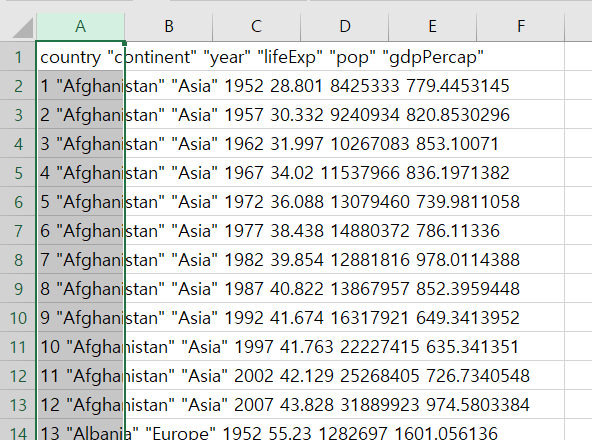 A B C D E F
1 country "continent" "year" "lifeExp" "pop" "gdpPercap"
2 1 "Afghanistan" "Asia" 1952 28.801 8425333 779.4453145
3 2 "Afghanistan" "Asia" 1957 30.332 9240934 820.8530296
4 3 "Afghanistan" "Asia" 1962 31.997 10267083 853.10071
5 4 "Afghanistan" "Asia" 1967 34.02 11537966 836.1971382
6 5 "Afghanistan" "Asia" 1972 36.088 13079460 739.9811058
7 6 "Afghanistan" "Asia" 1977 38.438 14880372 786.11336
8 7 "Afghanistan" "Asia" 1982 39.854 12881816 978.0114388
9 8 "Afghanistan" "Asia" 1987 40.822 13867957 852.3959448
10 9 "Afghanistan" "Asia" 1992 41.674 16317921 649.3413952
11 10 "Afghanistan" "Asia" 1997 41.763 22227415 635.341351
12 11 "Afghanistan" "Asia" 2002 42.129 25268405 726.7340548
13 12 "Afghanistan" "Asia" 2007 43.828 31889923 974.5803384
14 13 "Albania" "Europe" 1952 55.23 1282697 1601.056136